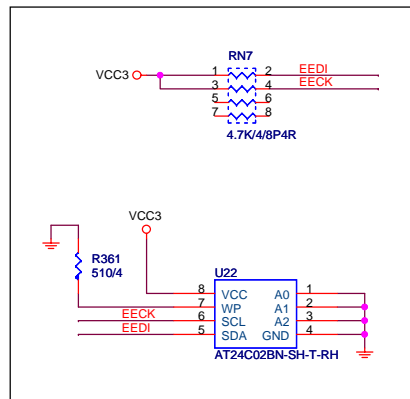 RN7
VCC3
1 2 EEDI
3 4 EECK
5 6
7 8
4.7K/4/8P4R
VCC3
R361
510/4
U22
8 VCC A0 1
7 WP A1 2
EECK 6 SCL A2 3
EEDI 5 SDA GND 4
AT24C02BN-SH-T-RH